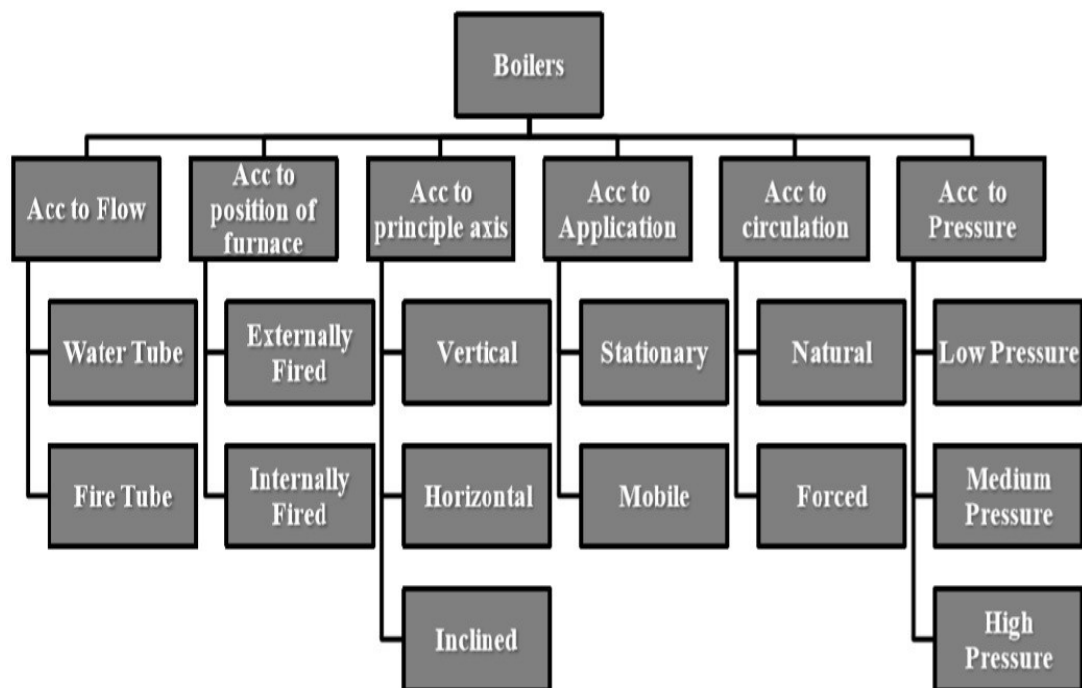 Boilers
Acc to Flow
Acc to
position of
furnace
Acc to
principle axis
Acc to
Application
Acc to
circulation
Acc to
Pressure
Water Tube
Externally
Fired
Vertical
Stationary
Natural
Low Pressure
Fire Tube
Internally
Fired
Horizontal
Mobile
Forced
Medium
Pressure
Inclined
High
Pressure